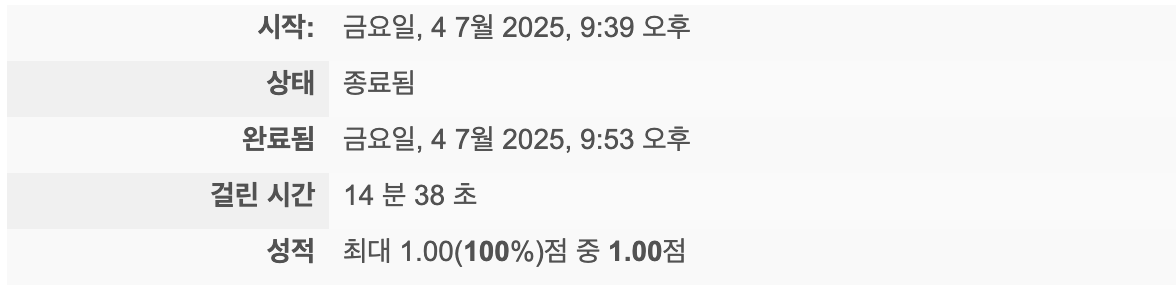 시작: 금요일, 4 7월 2025, 9:39 오후
상태 종료됨
완료됨 금요일, 4 7월 2025, 9:53 오후
걸린 시간 14 분 38 초
성적 최대 1.00(100%)점 중 1.00점